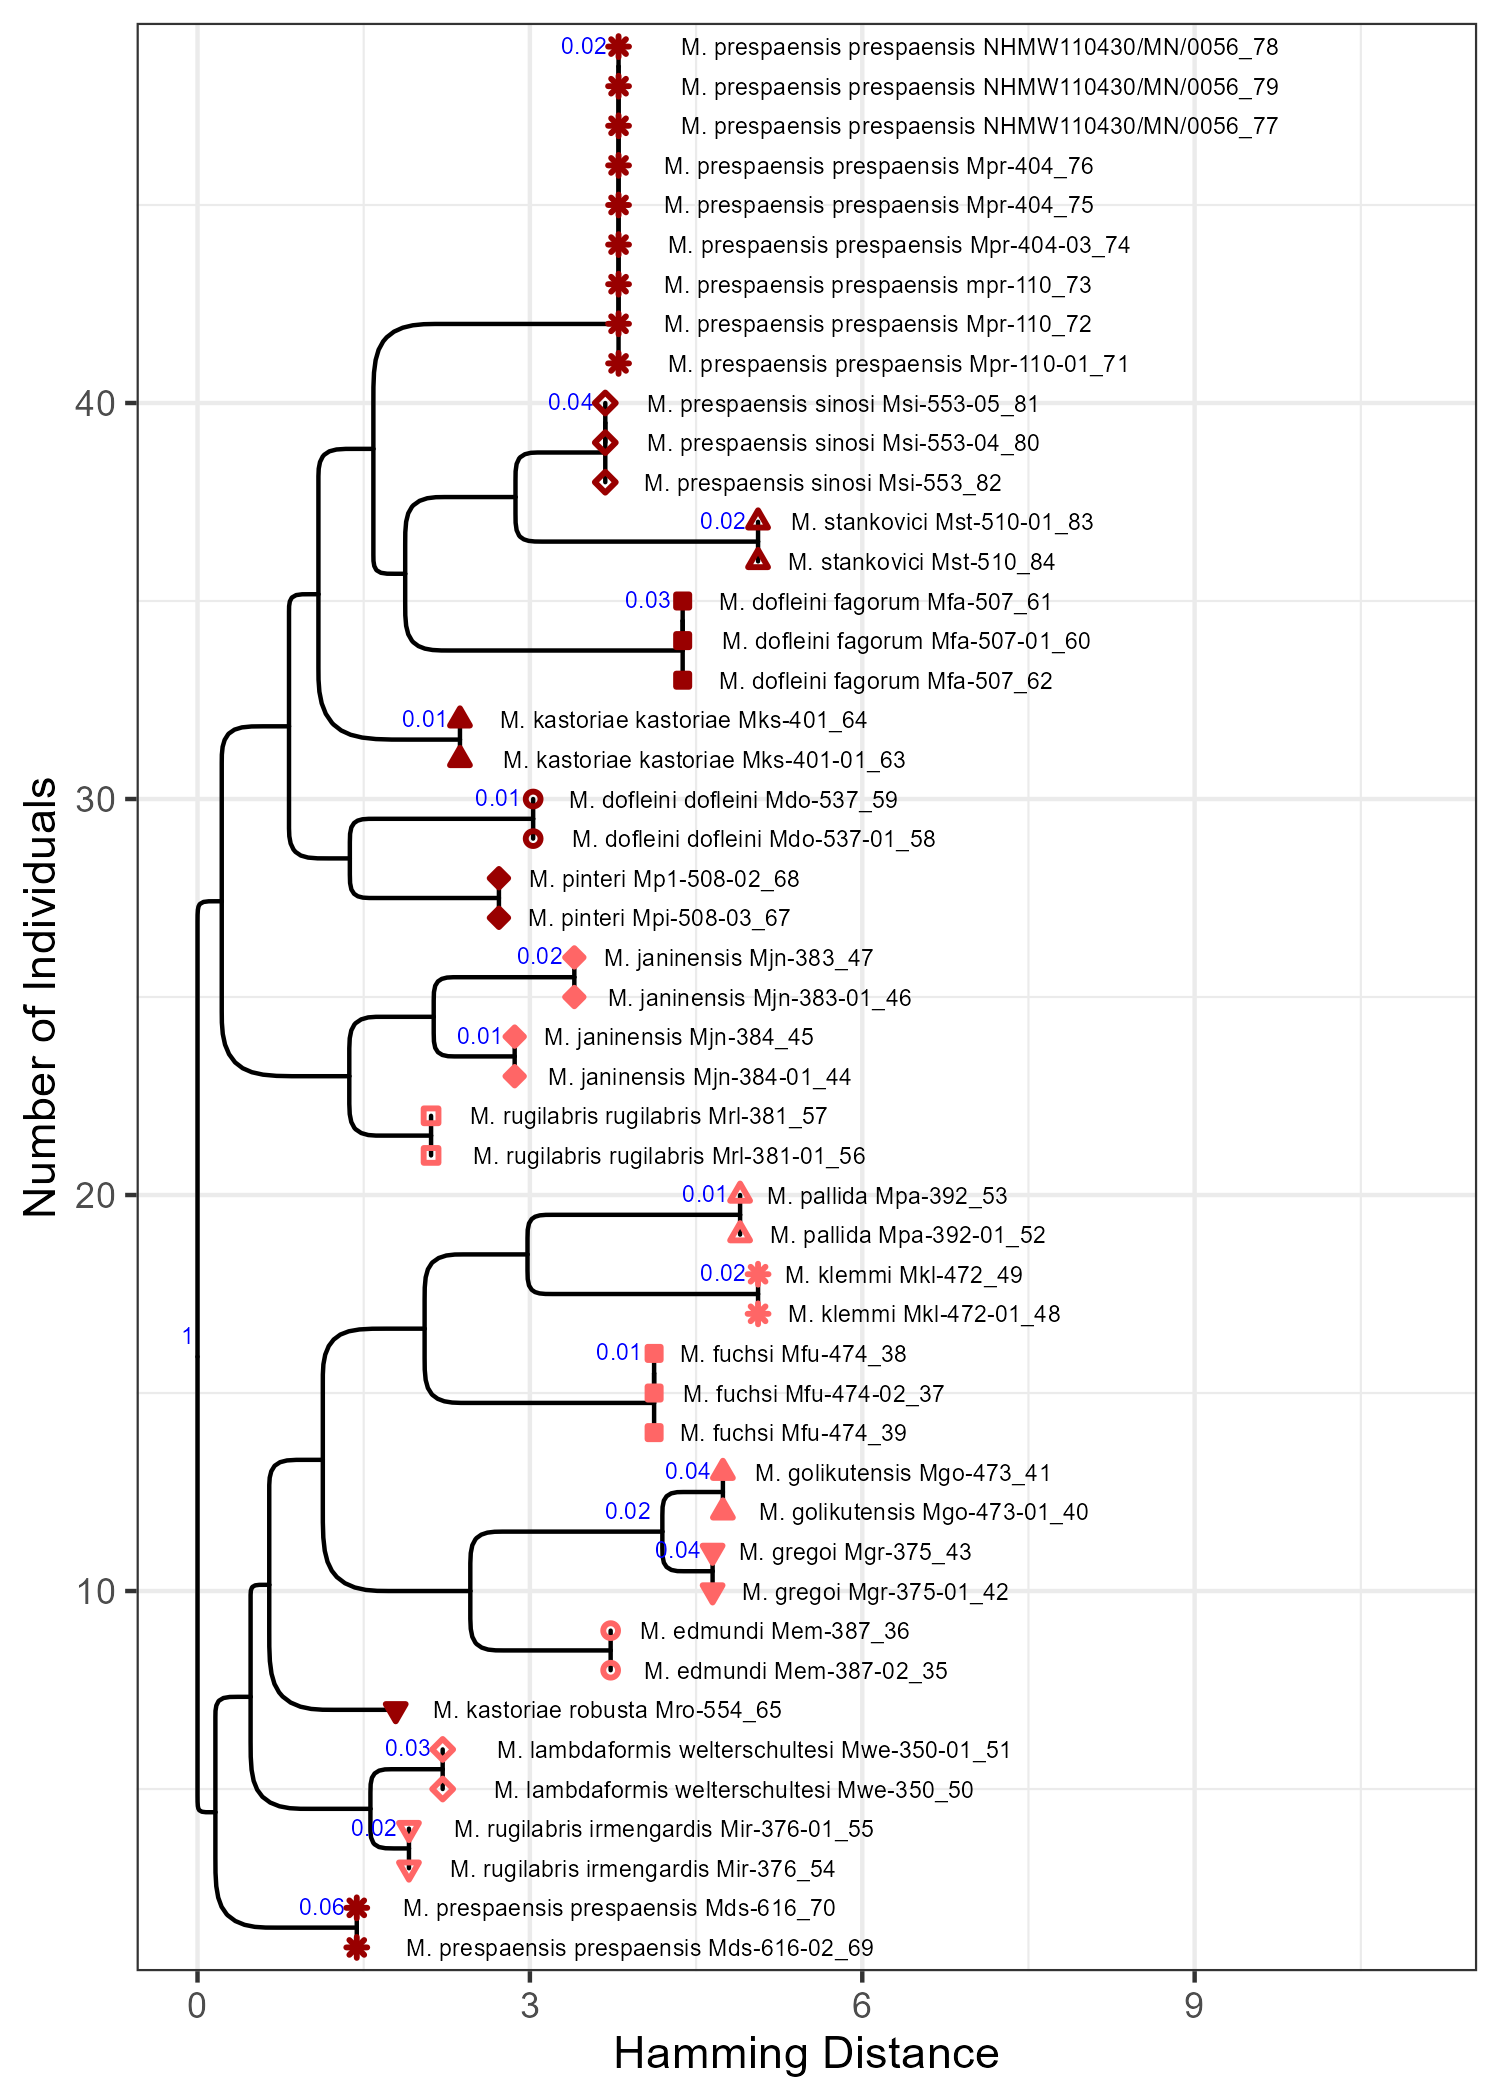 0.02 M. prespaensis prespaensis NHMW110430/MN/0056_78
M. prespaensis prespaensis NHMW110430/MN/0056_79
M. prespaensis prespaensis NHMW110430/MN/0056_77
M. prespaensis prespaensis Mpr-404_76
M. prespaensis prespaensis Mpr-404_75
M. prespaensis prespaensis Mpr-404-03_74
M. prespaensis prespaensis mpr-110_73
M. prespaensis prespaensis Mpr-110_72
M. prespaensis prespaensis Mpr-110-01_71
40 0.04 M. prespaensis sinosi Msi-553-05_81
M. prespaensis sinosi Msi-553-04_80
M. prespaensis sinosi Msi-553_82
0.02 M. stankovici Mst-510-01_83
M. stankovici Mst-510_84
0.03 M. dofleini fagorum Mfa-507_61
M. dofleini fagorum Mfa-507-01_60
M. dofleini fagorum Mfa-507_62
0.01 M. kastoriae kastoriae Mks-401_64
M. kastoriae kastoriae Mks-401-01_63
30 0.01 M. dofleini dofleini Mdo-537_59
M. dofleini dofleini Mdo-537-01_58
M. pinteri Mp1-508-02_68
M. pinteri Mpi-508-03_67
0.02 M. janinensis Mjn-383_47
M. janinensis Mjn-383-01_46
0.01 M. janinensis Mjn-384_45
M. janinensis Mjn-384-01_44
M. rugilabris rugilabris Mrl-381_57
M. rugilabris rugilabris Mrl-381-01_56
20 0.01 M. pallida Mpa-392_53
M. pallida Mpa-392-01_52
0.02 M. klemmi Mkl-472_49
M. klemmi Mkl-472-01_48
1
0.01 M. fuchsi Mfu-474_38
M. fuchsi Mfu-474-02_37
M. fuchsi Mfu-474_39
0.04 M. golikutensis Mgo-473_41
0.02 M. golikutensis Mgo-473-01_40
0.04 M. gregoi Mgr-375_43
10 M. gregoi Mgr-375-01_42
M. edmundi Mem-387_36
M. edmundi Mem-387-02_35
M. kastoriae robusta Mro-554_65
0.03 M. lambdaformis welterschultesi Mwe-350-01_51
M. lambdaformis welterschultesi Mwe-350_50
0.02 M. rugilabris irmengardis Mir-376-01_55
M. rugilabris irmengardis Mir-376_54
0.06 M. prespaensis prespaensis Mds-616_70
M. prespaensis prespaensis Mds-616-02_69
0 3 6 9
Hamming Distance
Number of Individuals